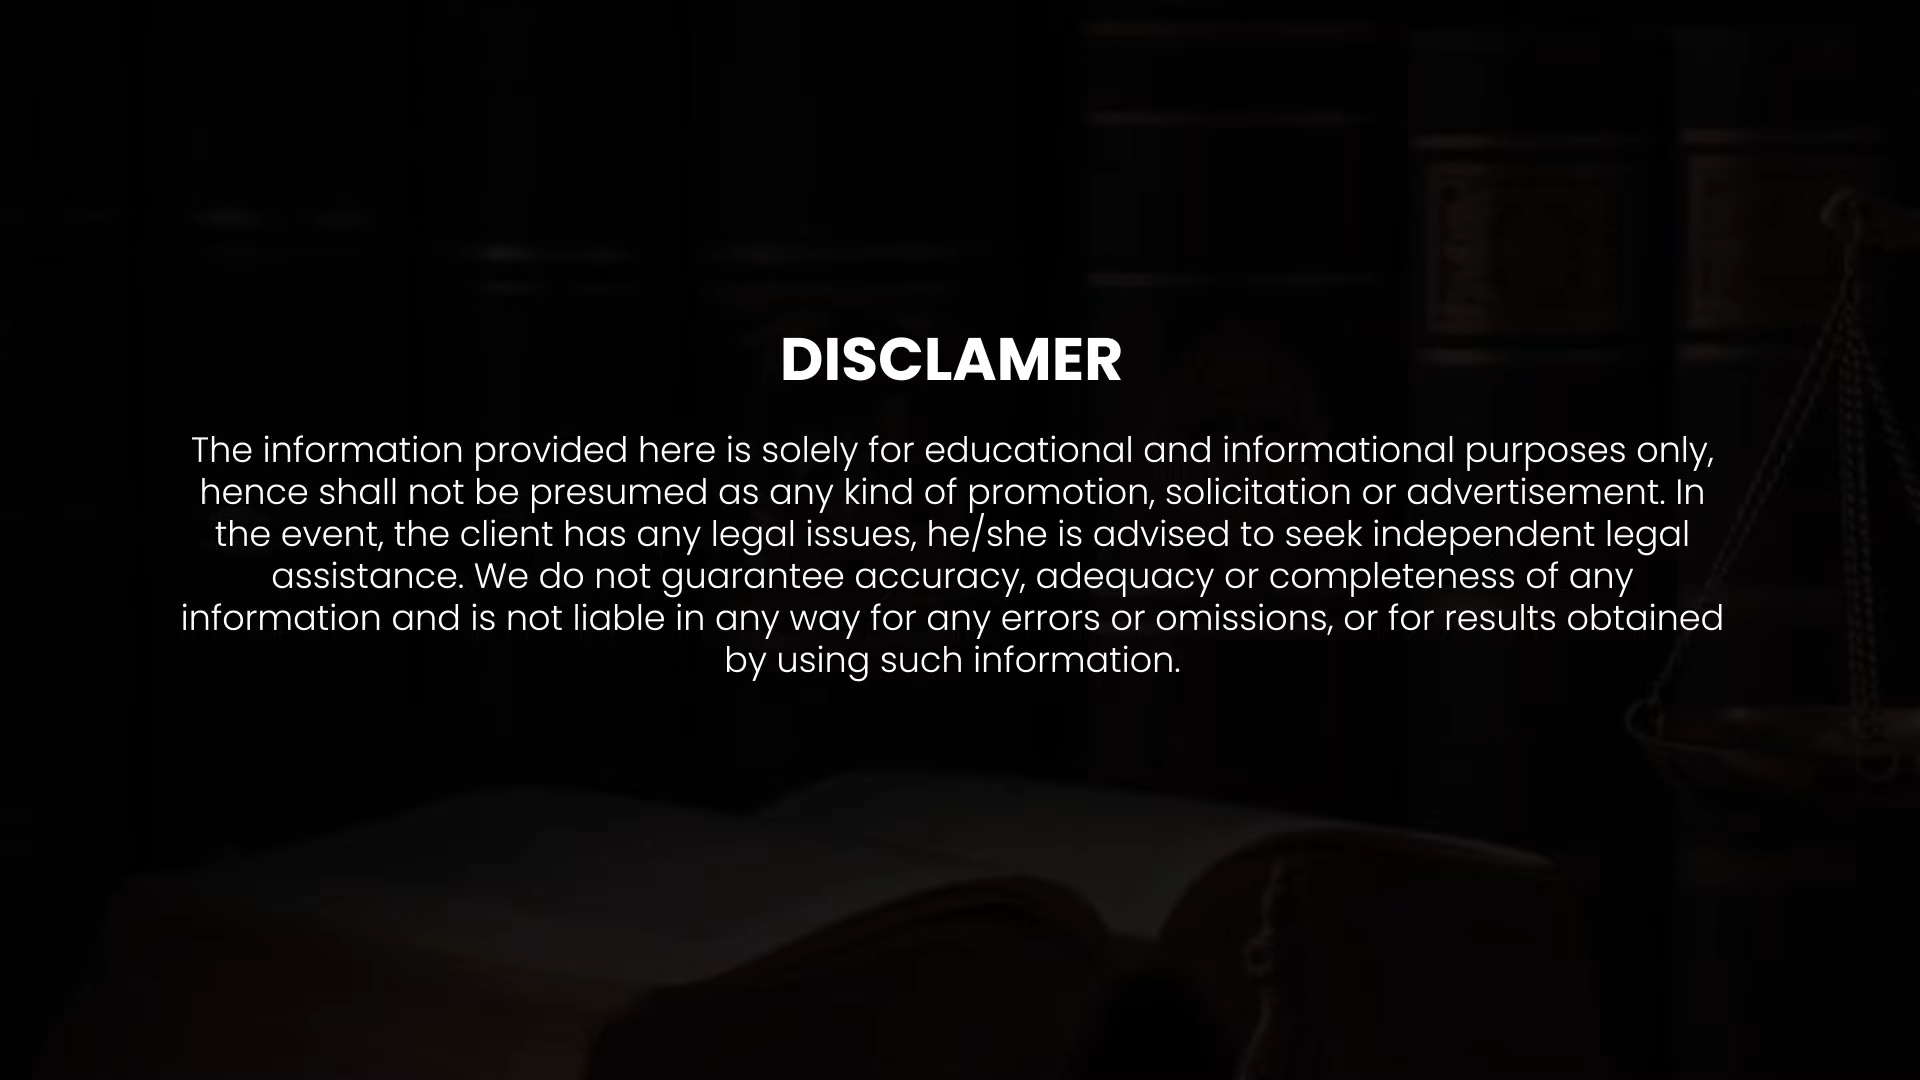 DISCLAMER
The information provided here is solely for educational and informational purposes only,
hence shall not be presumed as any kind of promotion, solicitation or advertisement. In
the event, the client has any legal issues, he/she is advised to seek independent legal
assistance. We do not guarantee accuracy, adequacy or completeness of any
information and is not liable in any way for any errors or omissions, or for results obtained
by using such information.